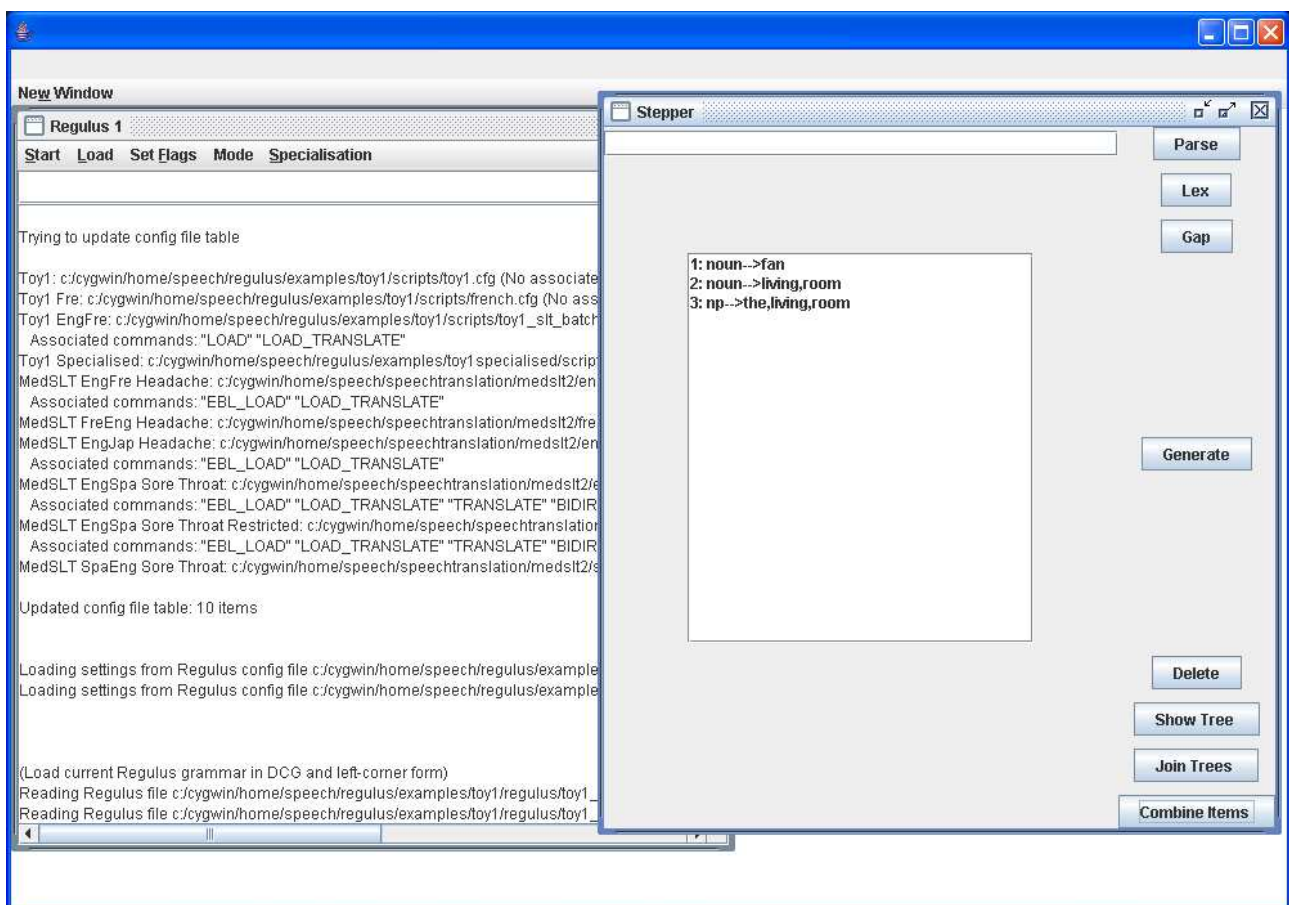 New Window
Regulus 1
Start Load Set Flags Mode Specialisation
Trying to update config file table
Toy1: c:/cygwin/home/speech/regulus/examples/toy1/scripts/toy1.cfg (No associate
Toy1 Fre: c:/cygwin/home/speech/regulus/examples/toy1/scripts/french.cfg (No ass
Toy1 EngFre: c:/cygwin/home/speech/regulus/examples/toy1/scripts/toy1_slt_batch
Associated commands: "LOAD" "LOAD_TRANSLATE"
Toy1 Specialised: c:/cygwin/home/speech/regulus/examples/toy1specialised/scrip
MedSLT EngFre Headache: c:/cygwin/home/speech/speechtranslation/medslt2/en
Associated commands: "EBL_LOAD" "LOAD_TRANSLATE"
MedSLT FreEng Headache: c:/cygwin/home/speech/speechtranslation/medslt2/fre
MedSLT EngJap Headache: c:/cygwin/home/speech/speechtranslation/medslt2/en
Associated commands: "EBL_LOAD" "LOAD_TRANSLATE"
MedSLT EngSpa Sore Throat: c:/cygwin/home/speech/speechtranslation/medslt2/e
Associated commands: "EBL_LOAD" "LOAD_TRANSLATE" "TRANSLATE" "BIDIR
MedSLT EngSpa Sore Throat Restricted: c:/cygwin/home/speech/speechtranslation
Associated commands: "EBL_LOAD" "LOAD_TRANSLATE" "TRANSLATE" "BIDIR
MedSLT SpaEng Sore Throat: c:/cygwin/home/speech/speechtranslation/medslt2/s
Updated config file table: 10 items
Loading settings from Regulus config file c:/cygwin/home/speech/regulus/example
Loading settings from Regulus config file c:/cygwin/home/speech/regulus/example
(Load current Regulus grammar in DCG and left-corner form)
Reading Regulus file c:/cygwin/home/speech/regulus/examples/toy1/regulus/toy1_
Reading Regulus file c:/cygwin/home/speech/regulus/examples/toy1/regulus/toy1_
Stepper
Parse
Lex
Gap
1: noun-->fan
2: noun-->living,room
3: np-->the,living,room
Generate
Delete
Show Tree
Join Trees
Combine Items